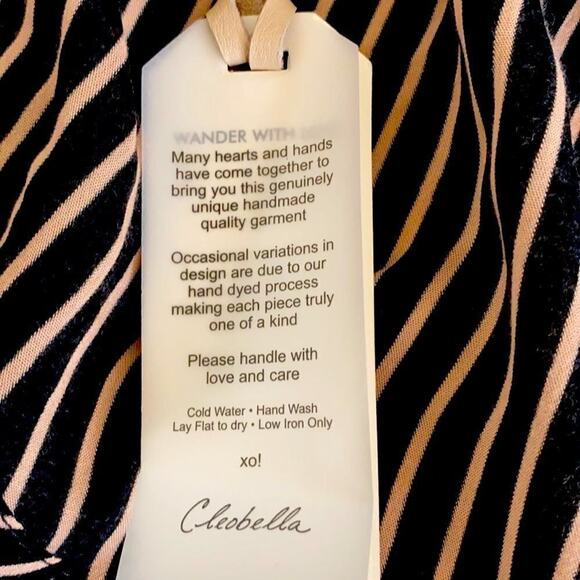 WANDER WITH
Many hearts and hands
have come together to
bring you this genuinely
unique handmade
quality garment
Occasional variations in
design are due to our
hand dyed process
making each piece truly
one of a kind
Please handle with
love and care
Cold Water • Hand Wash
Lay Flat to dry • Low Iron Only
xo!
Cleobella